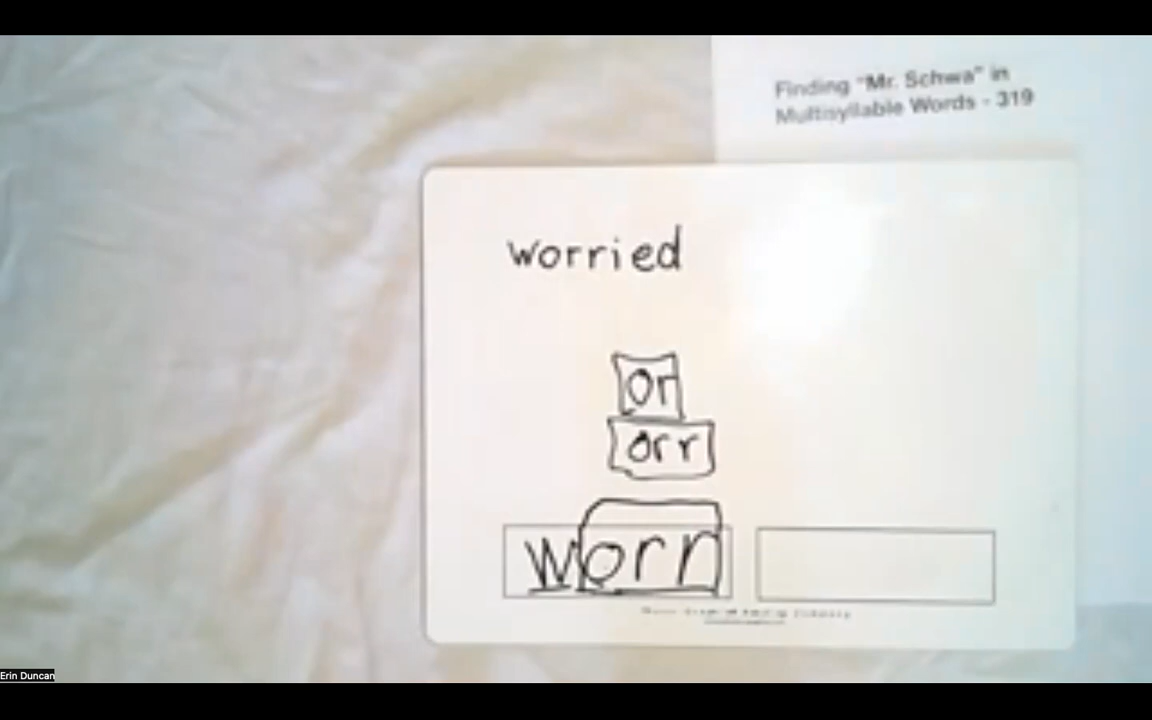 Finding "Mr. Schwa" in
Multisyllable Words - 319
worried
or
orr
worr
Erin Duncan